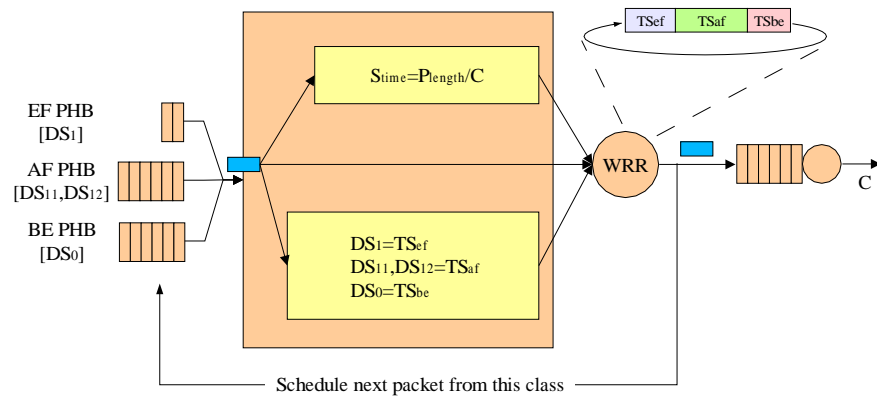 TSef TSaf TSbe
Stime=Plength/C
EF PHB
[DS1]
AF PHB
[DS11,DS12]
BE PHB
[DS0]
WRR
C
DS1=TSef
DS11,DS12=TSaf
DS0=TSbe
Schedule next packet from this class